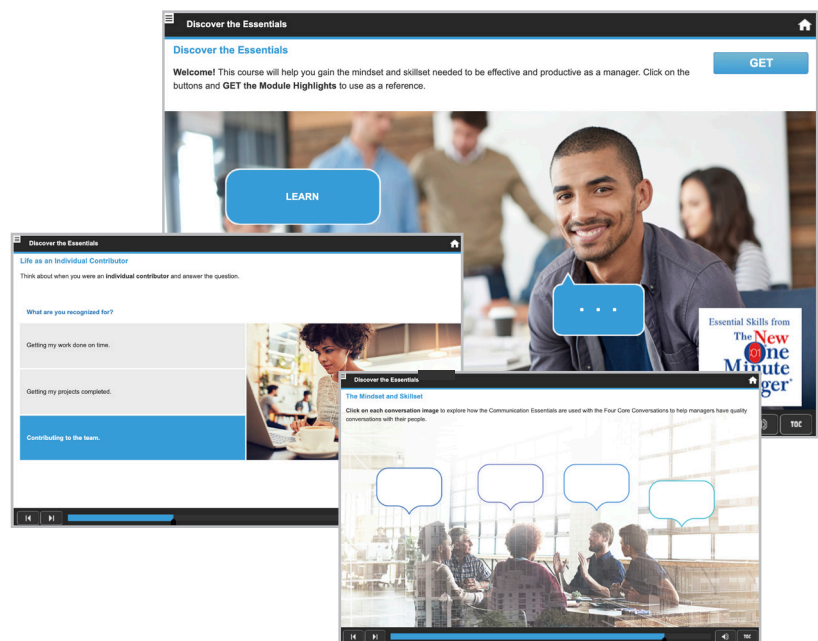 Discover the Essentials
Discover the Essentials
Welcome! This course will help you gain the mindset and skillset needed to be effective and productive as a manager. Click on the
buttons and GET the Module Highlights to use as a reference.
GET
LEARN
. . .
Essential Skills from
The New
One
Minute
ger®
TOC
Discover the Essentials
Life as an Individual Contributor
Think about when you were an individual contributor and answer the question.
What are you recognized for?
Getting my work done on time.
Getting my projects completed.
Contributing to the team.
Discover the Essentials
The Mindset and Skillset
Click on each conversation image to explore how the Communication Essentials are used with the Four Core Conversations to help managers have quality
conversations with their people.
TOC